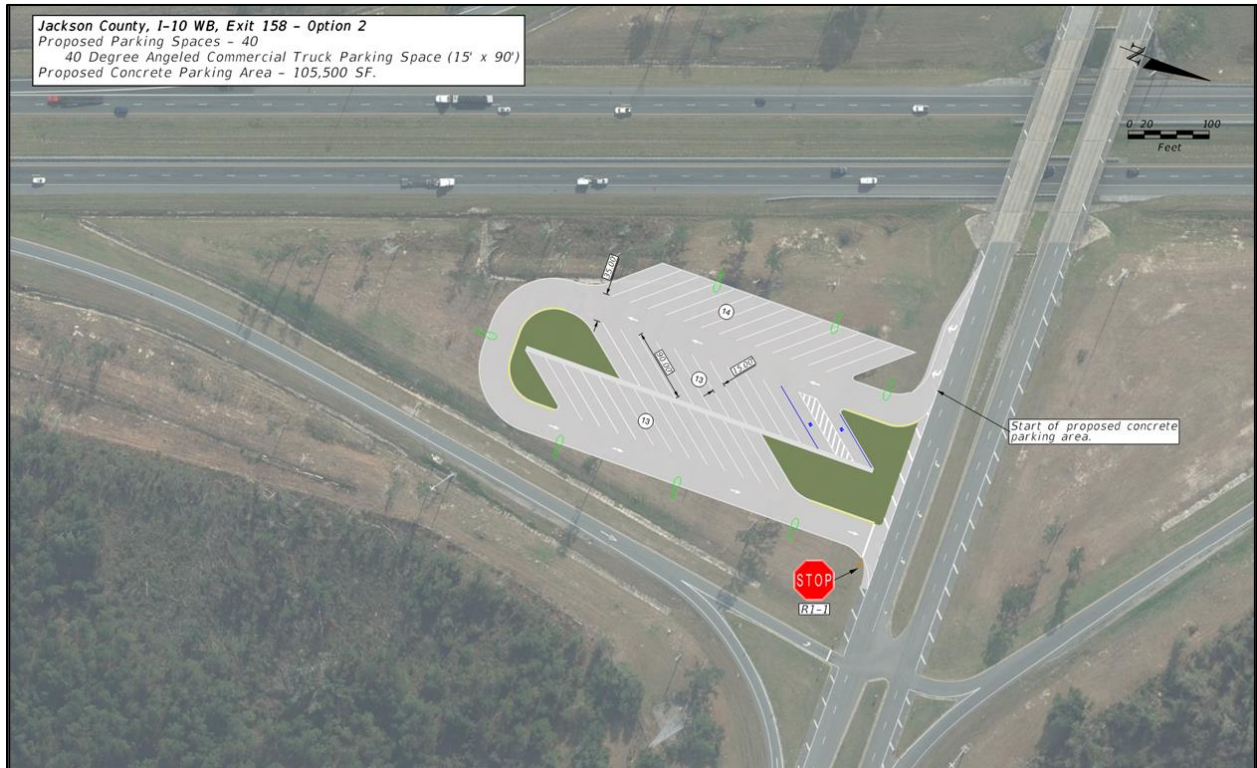 Jackson County, I-10 WB, Exit 158 - Option 2
Proposed Parking Spaces - 40
40 Degree Angeled Commercial Truck Parking Space (15' x 90')
Proposed Concrete Parking Area - 105,500 SF.
N
0 20 100
Feet
35.00
14
90.00
13
15.00
13
Start of proposed concrete
parking area.
STOP
R1-1